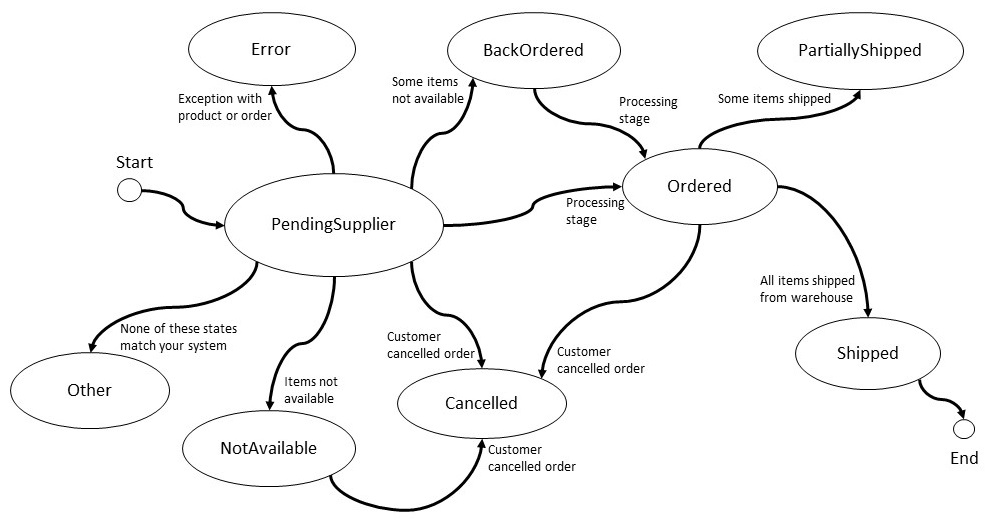 Error
BackOrdered
PartiallyShipped
Exception with
product or order
Some items
not available
Processing
stage
Some items shipped
Start
PendingSupplier
Processing
stage
Ordered
All items shipped
from warehouse
None of these states
match your system
Customer
cancelled order
Customer
cancelled order
Shipped
Other
Items not
available
Cancelled
NotAvailable
Customer
cancelled order
End